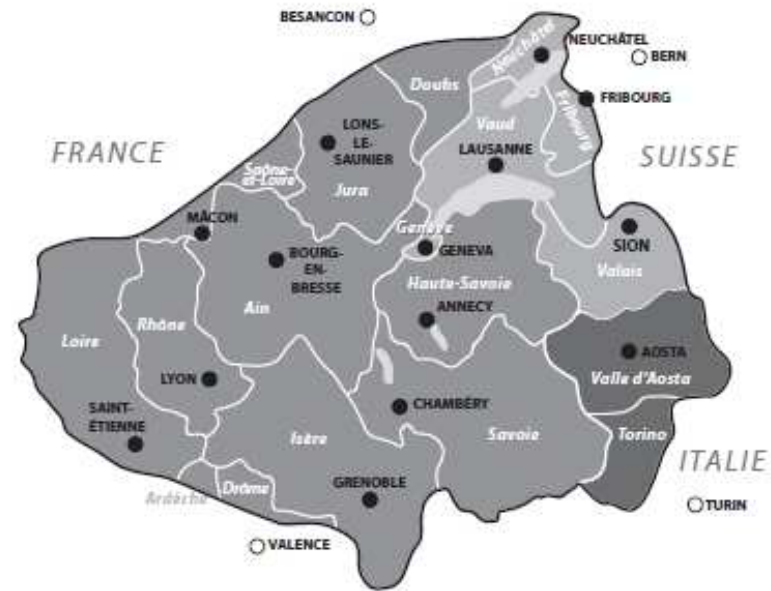 BESANCON
NEUCHÂTEL
Neuchâtel
BERN
Doubs
FRIBOURG
Fribourg
Vaud
LONS-
LE-
SAUNIER
FRANCE
SUISSE
LAUSANNE
Saône-
et-Loire
Jura
MÂCON
Genève
GENEVA
SION
BOURG-
EN-
BRESSE
Valais
Haute-Savoie
Ain
ANNECY
Rhône
Loire
AOSTA
Valle d'Aosta
LYON
CHAMBÉRY
SAINT-
ÉTIENNE
Isère
Savoie
Torino
ITALIE
Ardèche
Drôme
GRENOBLE
TURIN
VALENCE